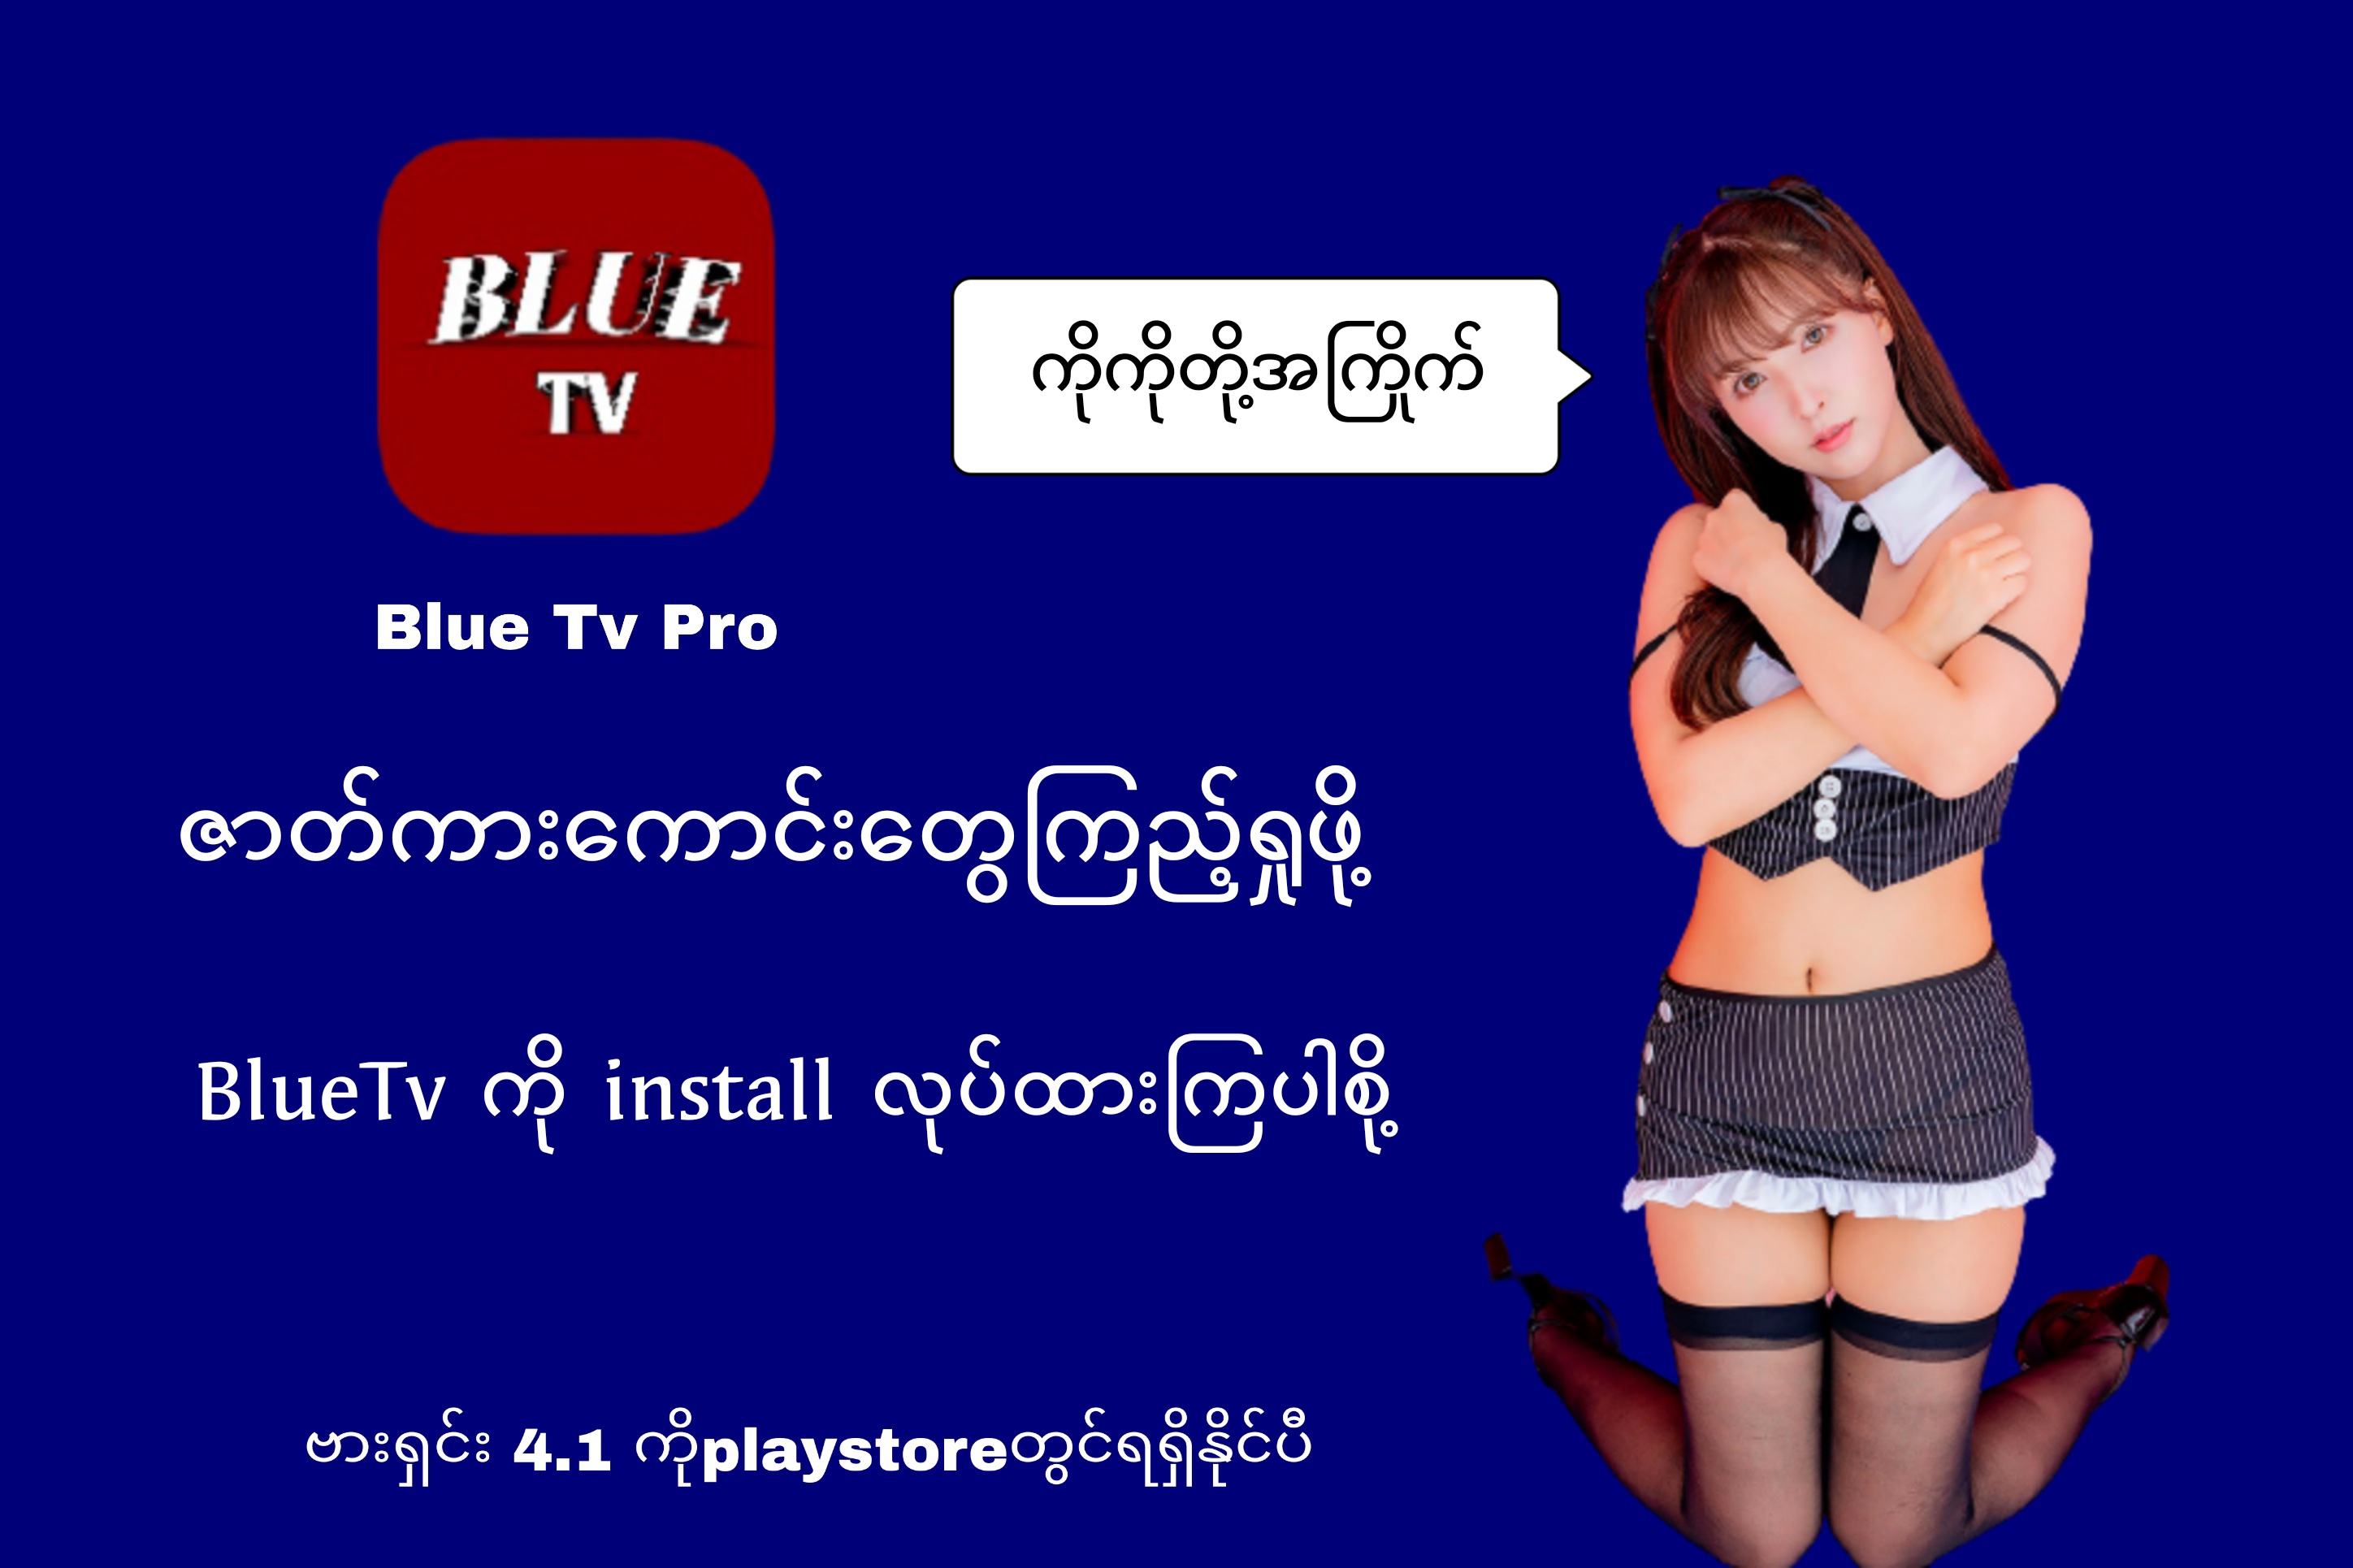 BLUE
TV
ကိုကိုတို့အကြိုက်
Blue Tv Pro
ဇာတ်ကားကောင်းတွေကြည့်ရှုဖို့
BlueTv ကို install လုပ်ထားကြပါစို့
ဗားရှင်း 4.1 ကိုplaystoreတွင်ရရှိနိုင်ပီ